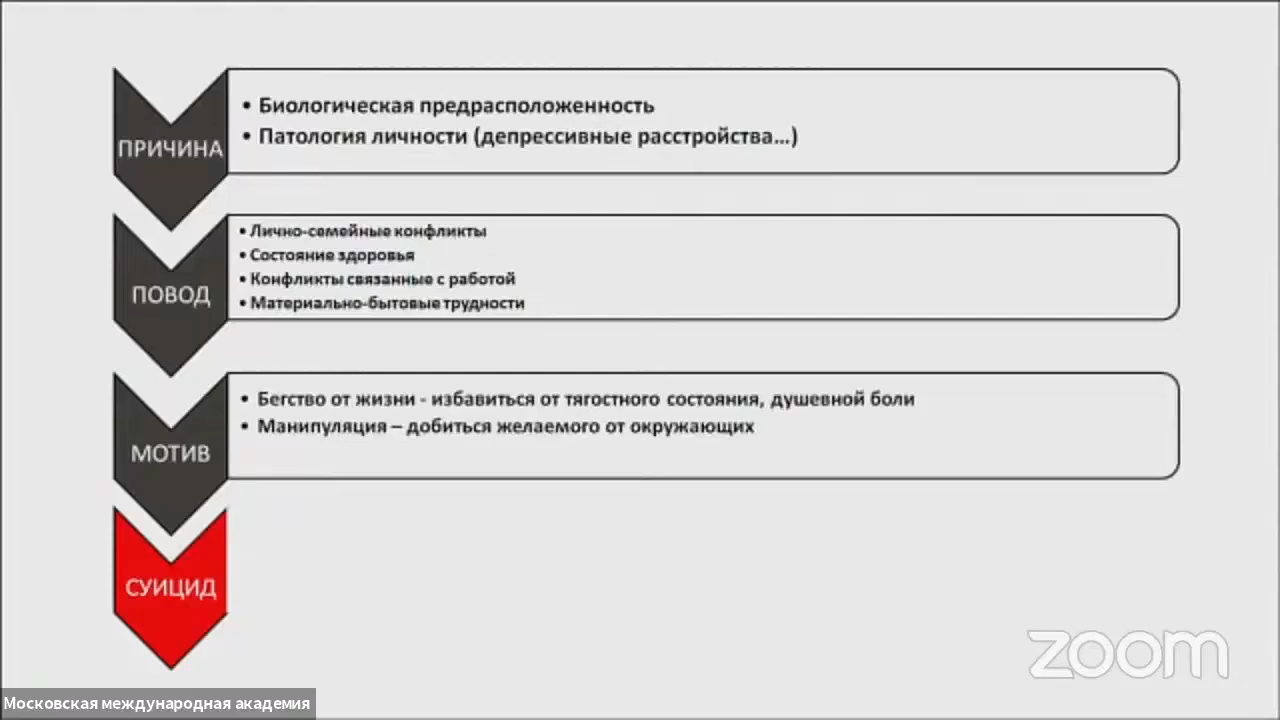 ПРИЧИНА
• Биологическая предрасположенность
• Патология личности (депрессивные расстройства...)
ПОВОД
• Лично-семейные конфликты
• Состояние здоровья
• Конфликты связанные с работой
• Материально-бытовые трудности
МОТИВ
• Бегство от жизни - избавиться от тягостного состояния, душевной боли
• Манипуляция – добиться желаемого от окружающих
СУИЦИД
zoom
Московская международная академия